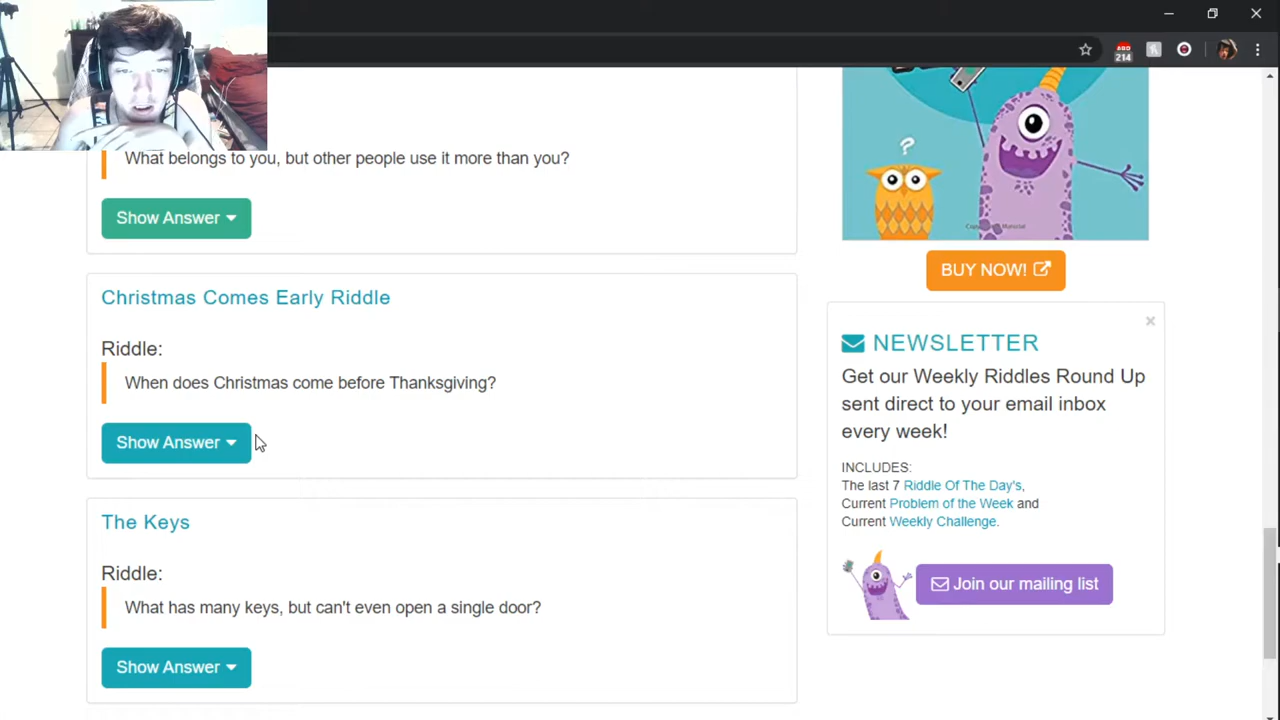 ABO
214
What belongs to you, but other people use it more than you?
Show Answer
Christmas Comes Early Riddle
Riddle:
When does Christmas come before Thanksgiving?
Show Answer
The Keys
Riddle:
What has many keys, but can't even open a single door?
Show Answer
?
BUY NOW!
NEWSLETTER
Get our Weekly Riddles Round Up
sent direct to your email inbox
every week!
INCLUDES:
The last 7 Riddle Of The Day's,
Current Problem of the Week and
Current Weekly Challenge.
Join our mailing list